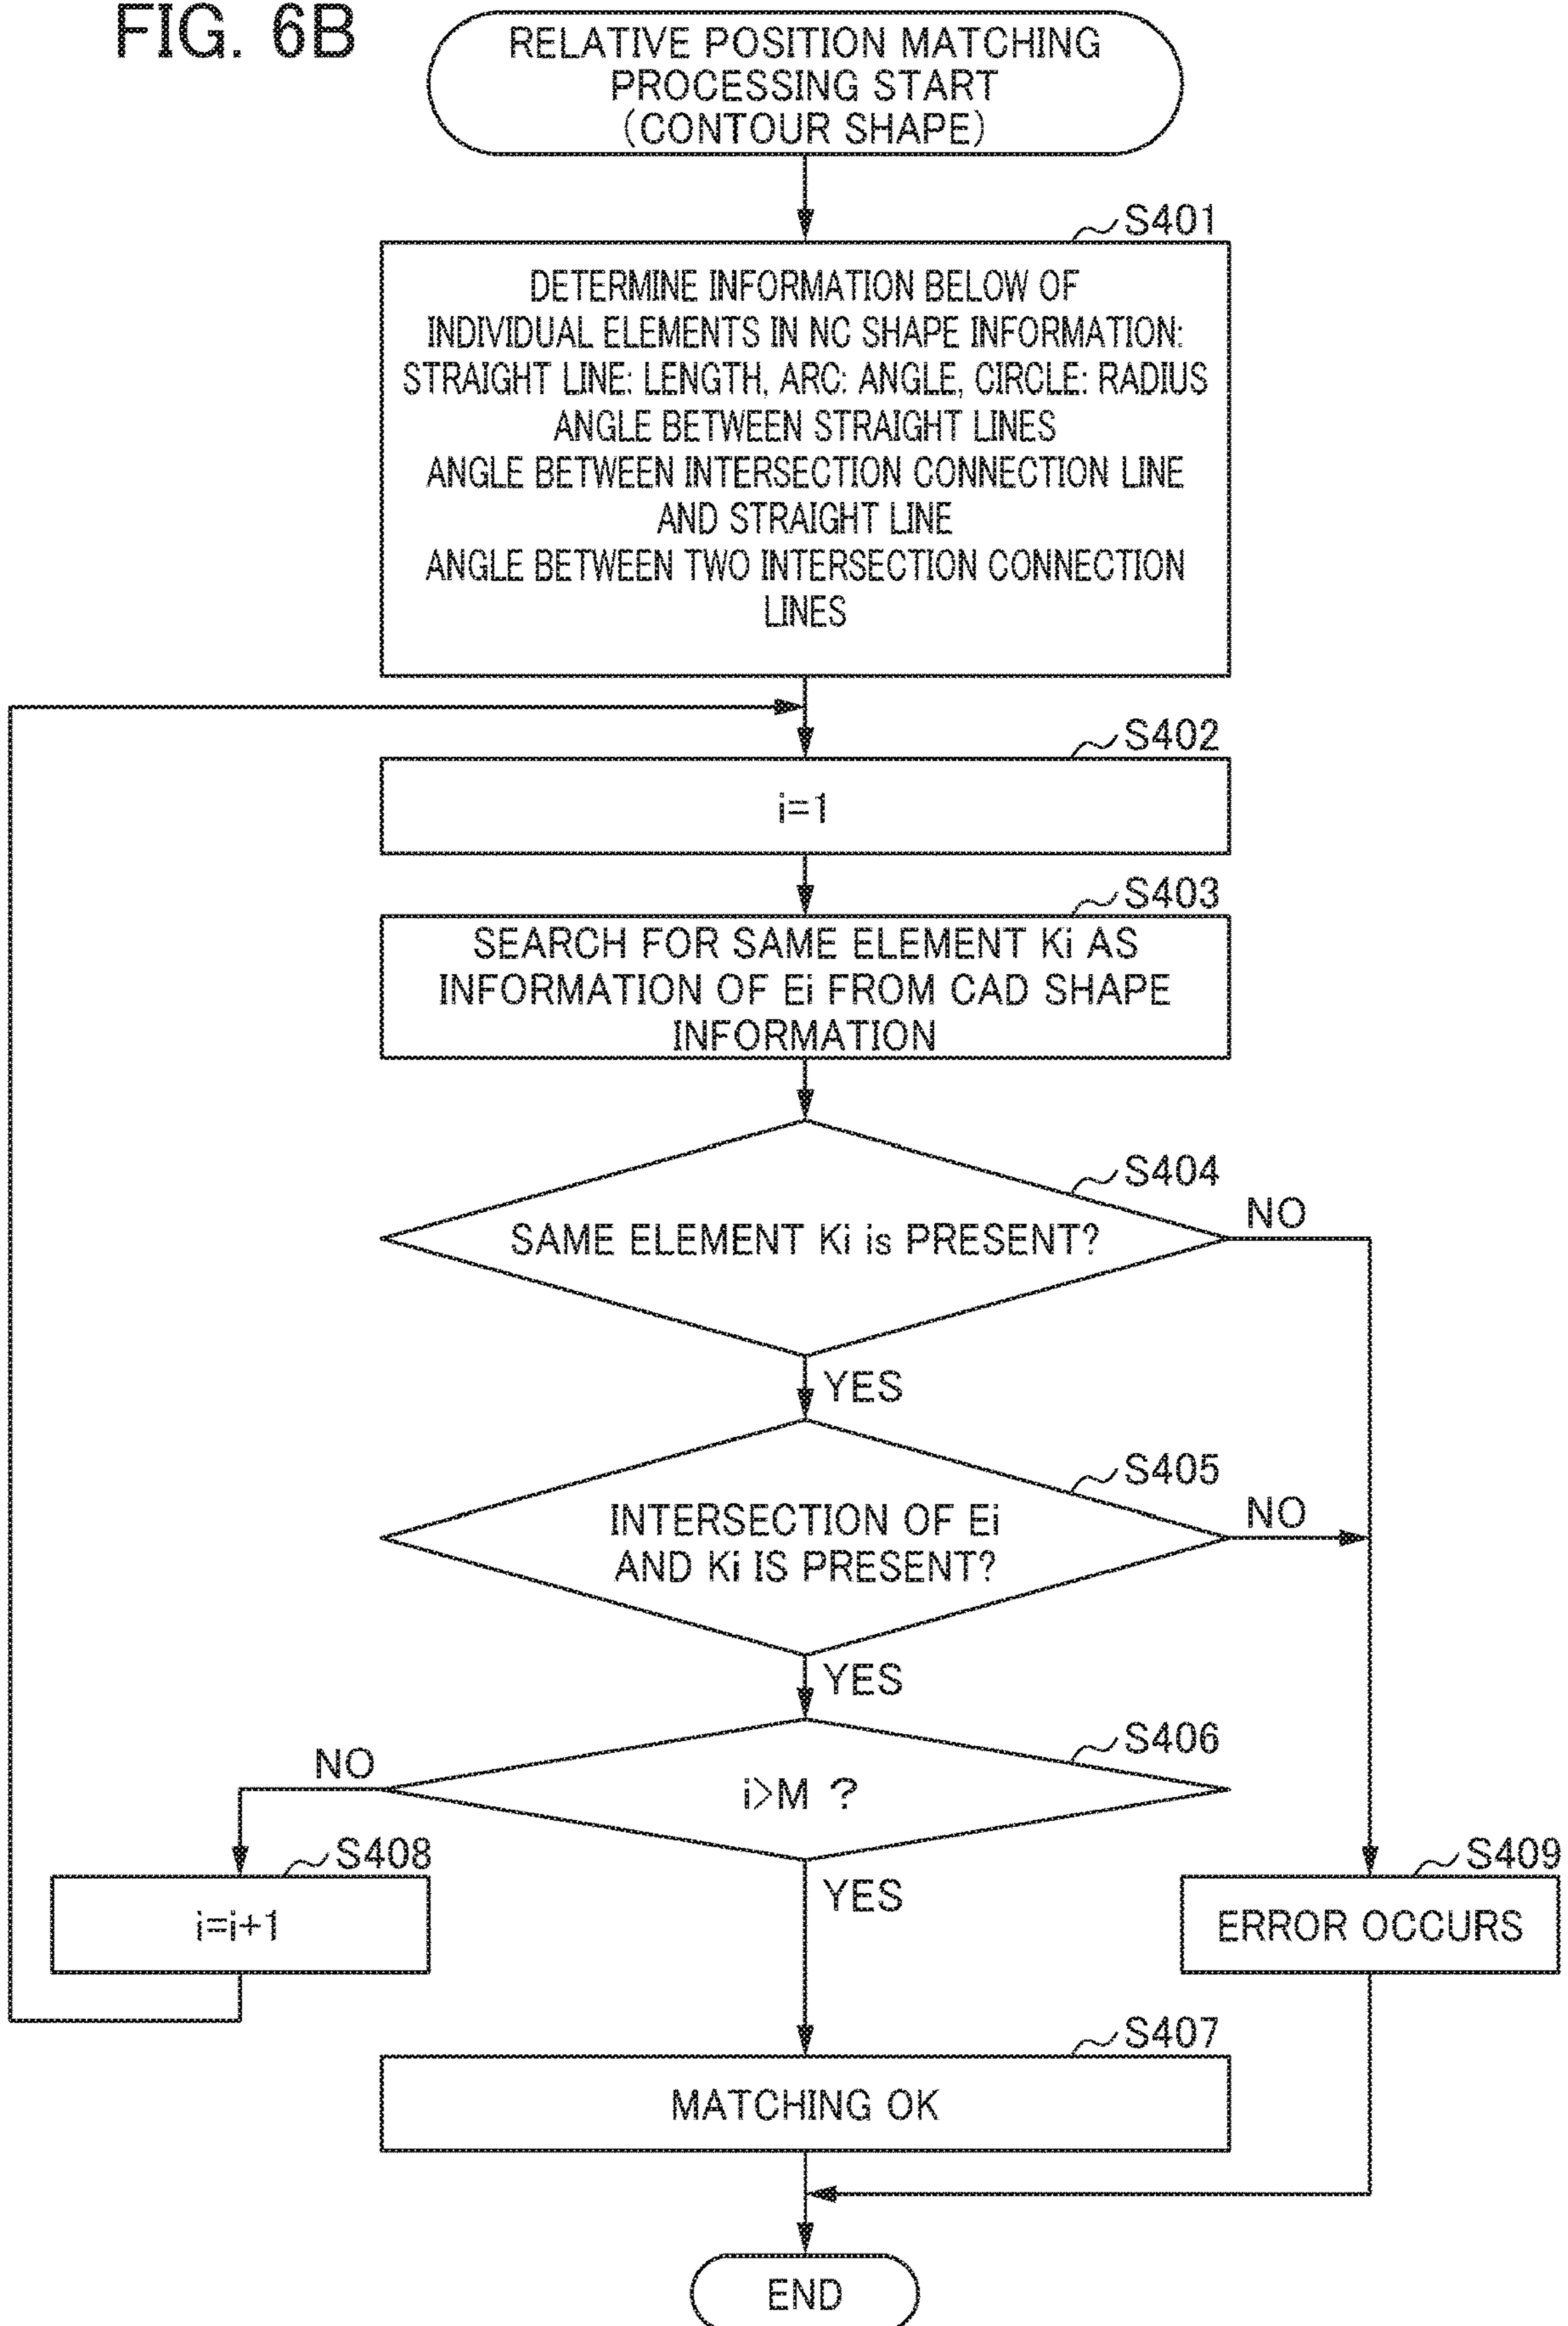 FIG. 6B
RELATIVE POSITION MATCHING
PROCESSING START
(CONTOUR SHAPE)
S401
DETERMINE INFORMATION BELOW OF
INDIVIDUAL ELEMENTS IN NC SHAPE INFORMATION:
STRAIGHT LINE: LENGTH, ARC: ANGLE, CIRCLE: RADIUS
ANGLE BETWEEN STRAIGHT LINES
ANGLE BETWEEN INTERSECTION CONNECTION LINE
AND STRAIGHT LINE
ANGLE BETWEEN TWO INTERSECTION CONNECTION
LINES
S402
i=1
S403
SEARCH FOR SAME ELEMENT Ki AS
INFORMATION OF Ei FROM CAD SHAPE
INFORMATION
S404
SAME ELEMENT Ki is PRESENT?
NO
YES
S405
INTERSECTION OF Ei
AND Ki IS PRESENT?
NO
YES
S406
i>M ?
NO
YES
S408
i=i+1
S409
ERROR OCCURS
S407
MATCHING OK
END